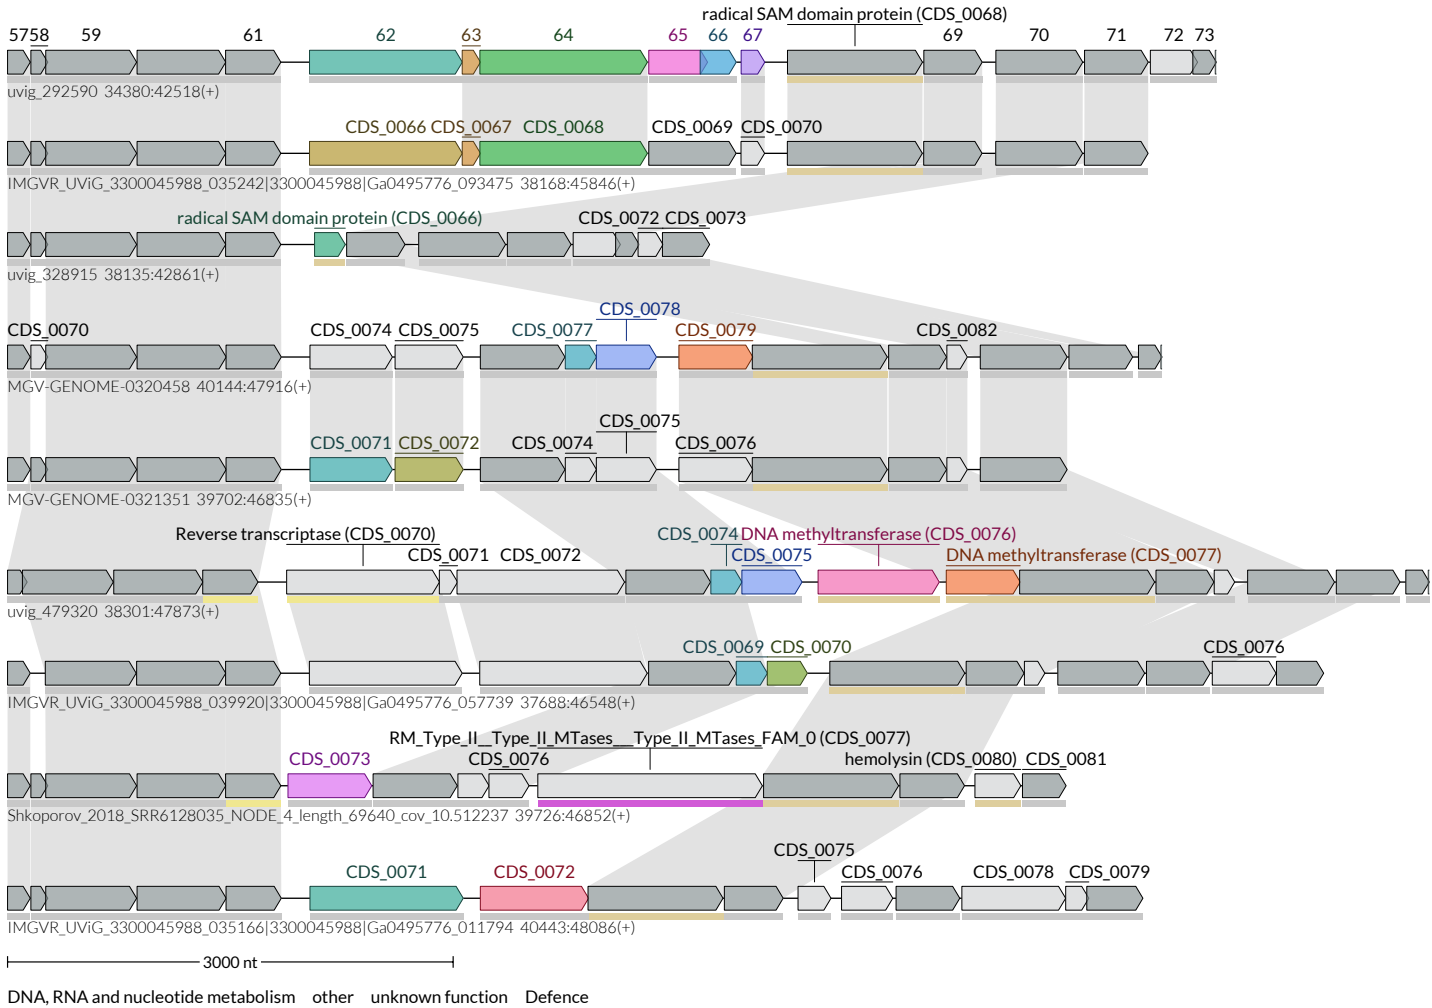 radical SAM domain protein (CDS_0068)
57 58 59 61 62 63 64 65 66 67 69 70 71 72 73
uvig_292590 34380:42518(+)
CDS_0066 CDS_0067 CDS_0068 CDS_0069 CDS_0070
IMGVR_UViG_3300045988_035242|3300045988|Ga0495776_093475 38168:45846(+)
radical SAM domain protein (CDS_0066) CDS_0072 CDS_0073
uvig_328915 38135:42861(+)
CDS_0078
CDS_0070 CDS_0074 CDS_0075 CDS_0077 CDS_0079 CDS_0082
MGV-GENOME-0320458 40144:47916(+)
CDS_0075
CDS_0071 CDS_0072 CDS_0074 CDS_0076
MGV-GENOME-0321351 39702:46835(+)
Reverse transcriptase (CDS_0070) CDS_0074 DNA methyltransferase (CDS_0076)
CDS_0071 CDS_0072 CDS_0075 DNA methyltransferase (CDS_0077)
uvig_479320 38301:47873(+)
CDS_0069 CDS_0070 CDS_0076
IMGVR_UViG_3300045988_039920|3300045988|Ga0495776_057739 37688:46548(+)
RM_Type_II__Type_II_MTases__Type_II_MTases_FAM_0 (CDS_0077)
CDS_0073 CDS_0076 hemolysin (CDS_0080) CDS_0081
Shkoporov_2018_SRR6128035_NODE_4_length_69640_cov_10.512237 39726:46852(+)
CDS_0075
CDS_0071 CDS_0072 CDS_0076 CDS_0078 CDS_0079
IMGVR_UViG_3300045988_035166|3300045988|Ga0495776_011794 40443:48086(+)
3000 nt
DNA, RNA and nucleotide metabolism other unknown function Defence